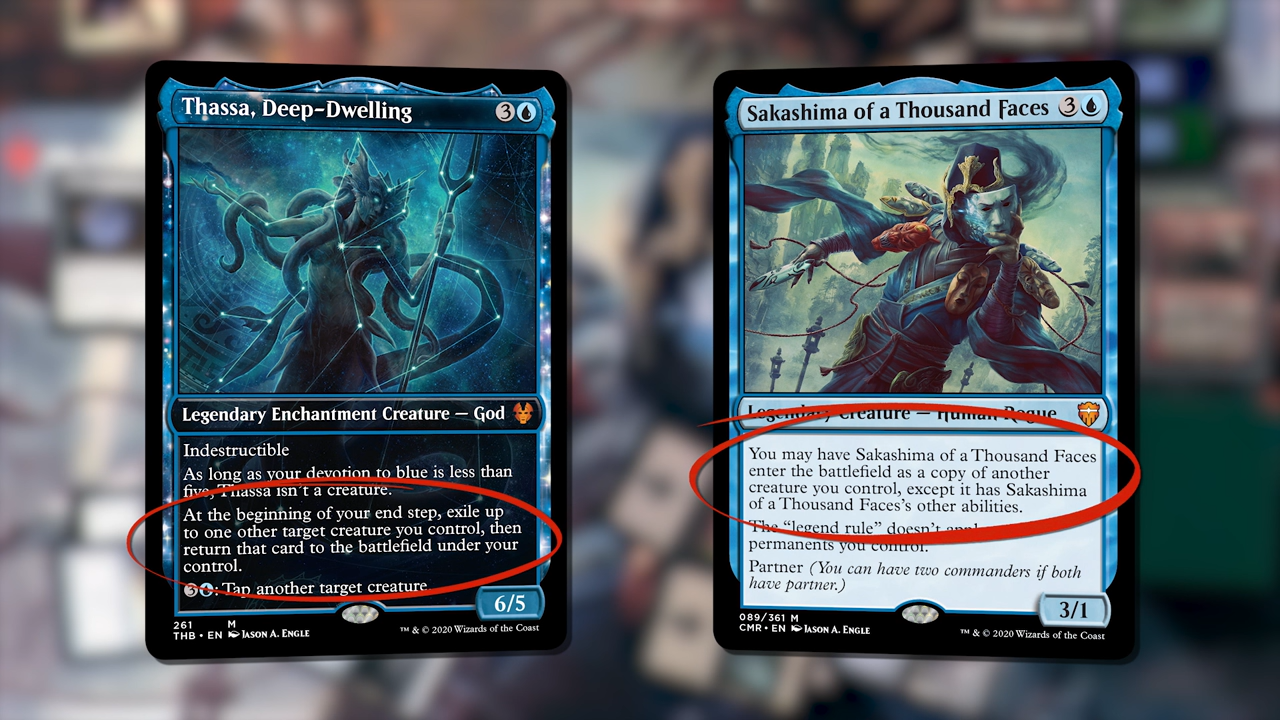 Thassa, Deep-Dwelling 3
Legendary Enchantment Creature — God
Indestructible
As long as your devotion to blue is less than
five, Thassa isn't a creature.
At the beginning of your end step, exile up
to one other target creature you control, then
return that card to the battlefield under your
control.
3: Tap another target creature.
6/5
261 M
THB • EN Jason A. Engle
™ & © 2020 Wizards of the Coast
Sakashima of a Thousand Faces 3
Legendary Creature — Human Rogue
You may have Sakashima of a Thousand Faces
enter the battlefield as a copy of another
creature you control, except it has Sakashima
of a Thousand Faces's other abilities.
The "legend rule" doesn't
permanents you control.
Partner (You can have two commanders if both
have partner.)
3/1
089/361 M
CMR • EN Jason A. Engle
™ & © 2020 Wizards of the Coast